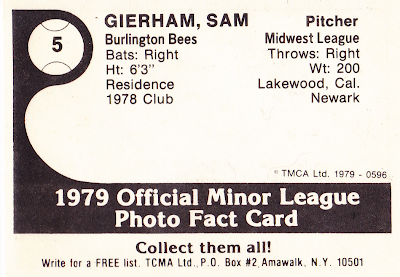 5
GIERHAM, SAM Pitcher
Burlington Bees Midwest League
Bats: Right Throws: Right
Ht: 6'3" Wt: 200
Residence Lakewood, Cal.
1978 Club Newark
© TMCA Ltd. 1979 - 0596
1979 Official Minor League
Photo Fact Card
Collect them all!
Write for a FREE list. TCMA Ltd., P.O. Box #2, Amawalk, N.Y. 10501